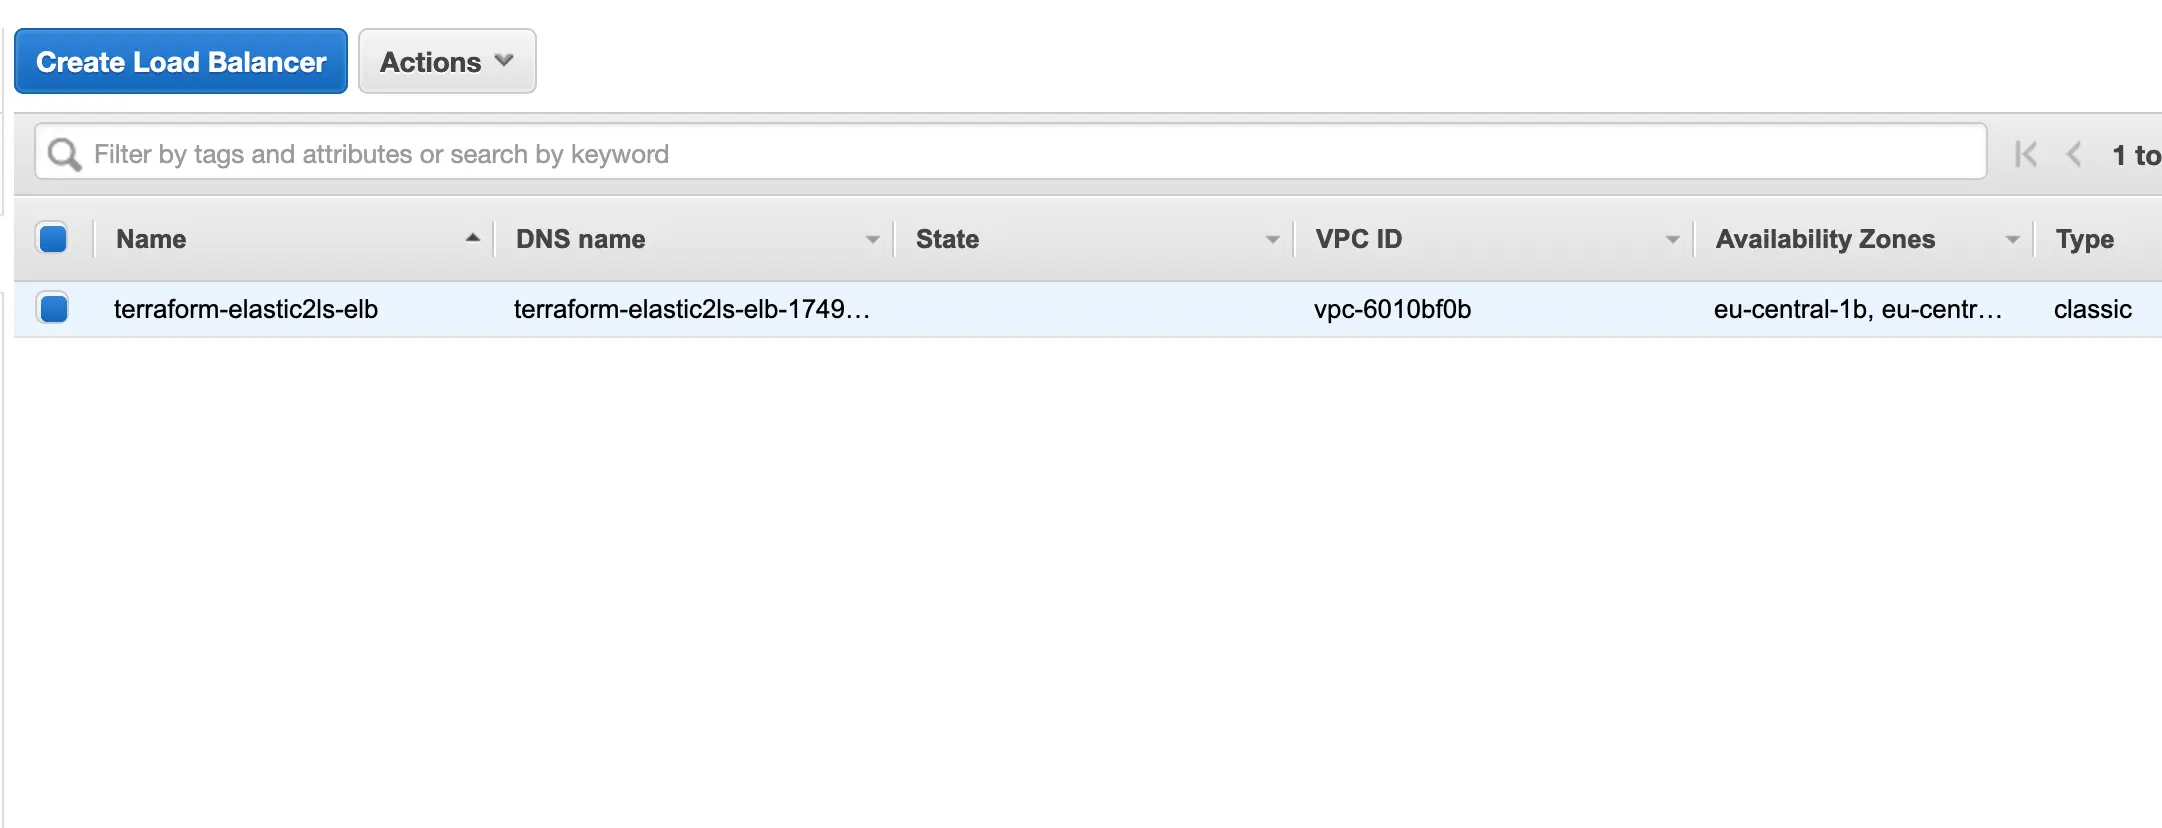 Create Load Balancer Actions
Filter by tags and attributes or search by keyword 1 to
Name DNS name State VPC ID Availability Zones Type
terraform-elastic2ls-elb terraform-elastic2ls-elb-1749… vpc-6010bf0b eu-central-1b, eu-centr… classic